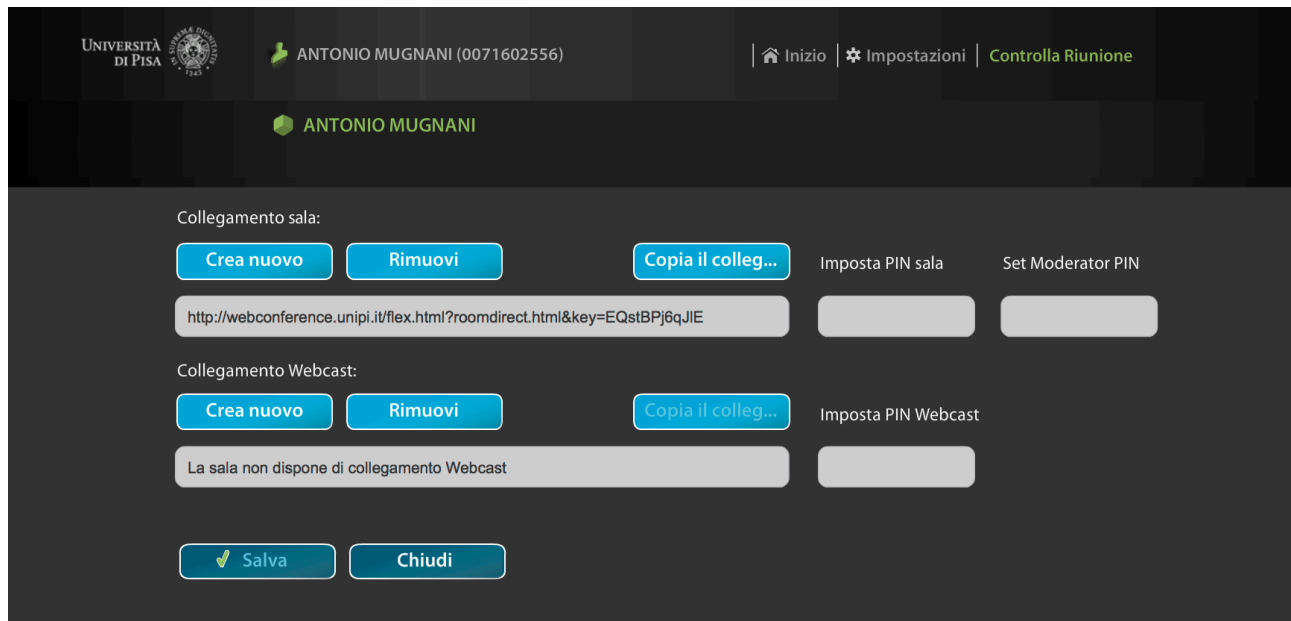 UNIVERSITÀ
DI PISA
ANTONIO MUGNANI (0071602556)
Inizio
Impostazioni
Controlla Riunione
ANTONIO MUGNANI
Collegamento sala:
Crea nuovo
Rimuovi
Copia il colleg...
Imposta PIN sala
Set Moderator PIN
http://webconference.unipi.it/flex.html?roomdirect.html&key=EQstBPj6qJlE
Collegamento Webcast:
Crea nuovo
Rimuovi
Copia il colleg...
Imposta PIN Webcast
La sala non dispone di collegamento Webcast
Salva
Chiudi